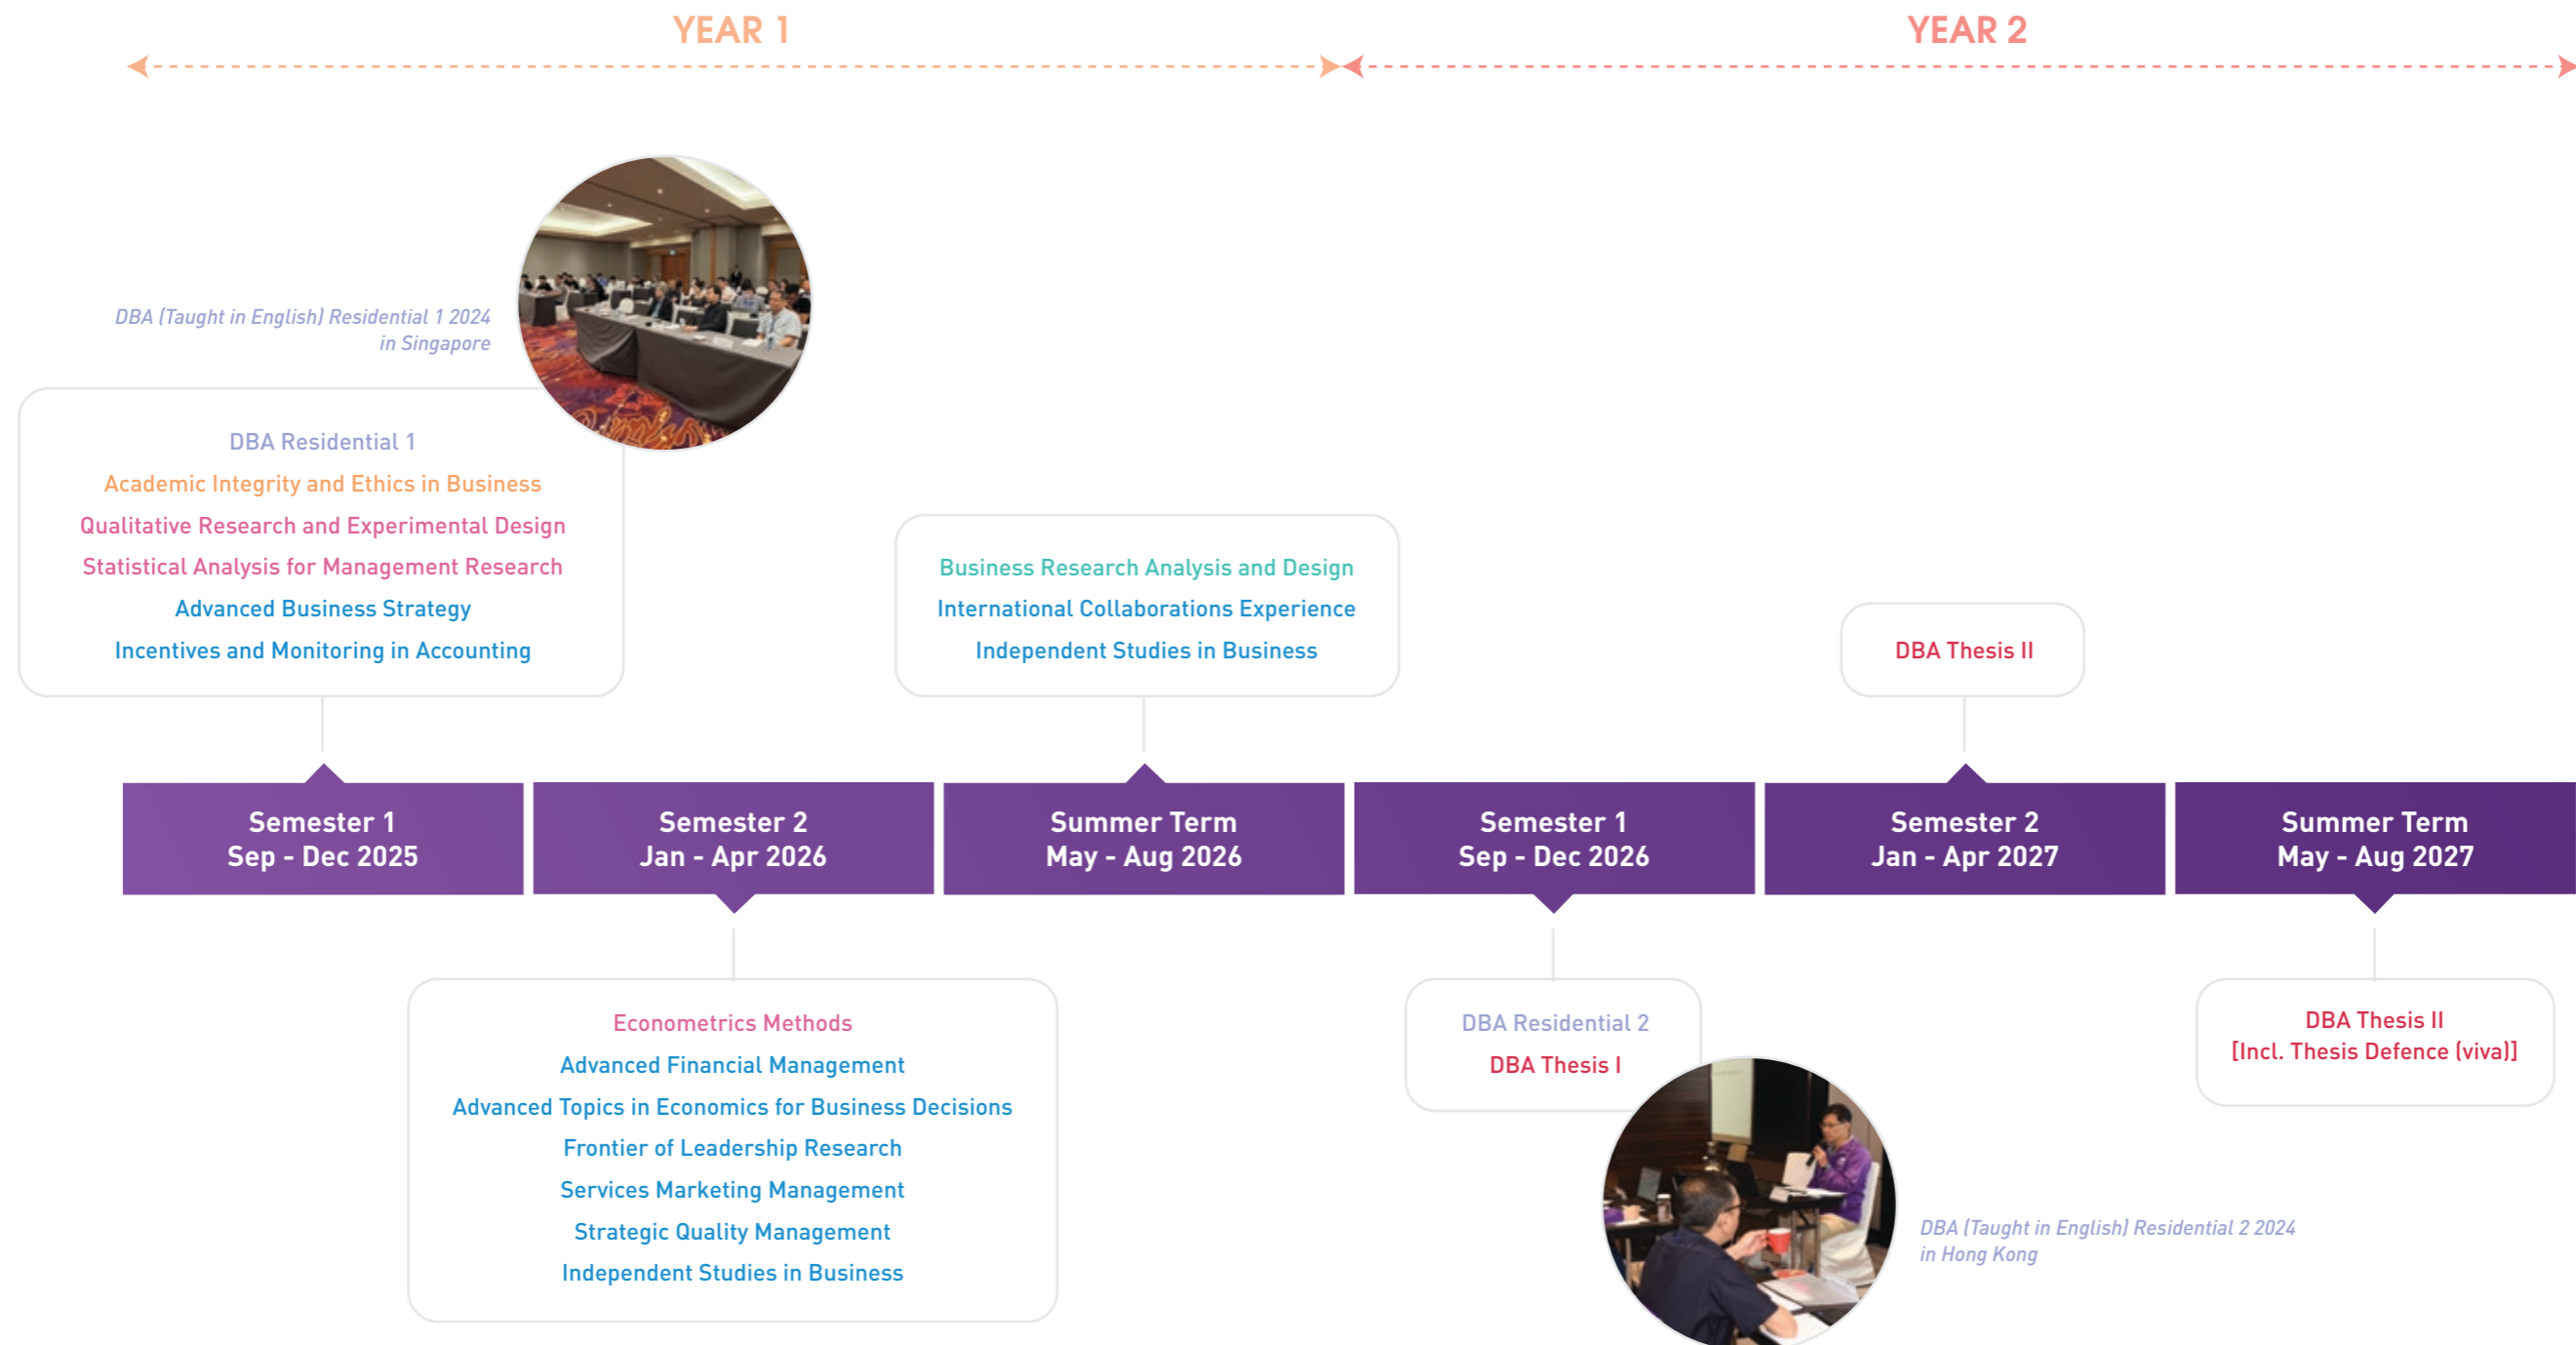 YEAR 1
YEAR 2
DBA (Taught in English) Residential 1 2024
in Singapore
DBA Residential 1
Academic Integrity and Ethics in Business
Qualitative Research and Experimental Design
Statistical Analysis for Management Research
Advanced Business Strategy
Incentives and Monitoring in Accounting
Business Research Analysis and Design
International Collaborations Experience
Independent Studies in Business
DBA Thesis II
Semester 1
Sep - Dec 2025
Semester 2
Jan - Apr 2026
Summer Term
May - Aug 2026
Semester 1
Sep - Dec 2026
Semester 2
Jan - Apr 2027
Summer Term
May - Aug 2027
Econometrics Methods
Advanced Financial Management
Advanced Topics in Economics for Business Decisions
Frontier of Leadership Research
Services Marketing Management
Strategic Quality Management
Independent Studies in Business
DBA Residential 2
DBA Thesis I
DBA Thesis II
[Incl. Thesis Defence (viva)]
DBA (Taught in English) Residential 2 2024
in Hong Kong